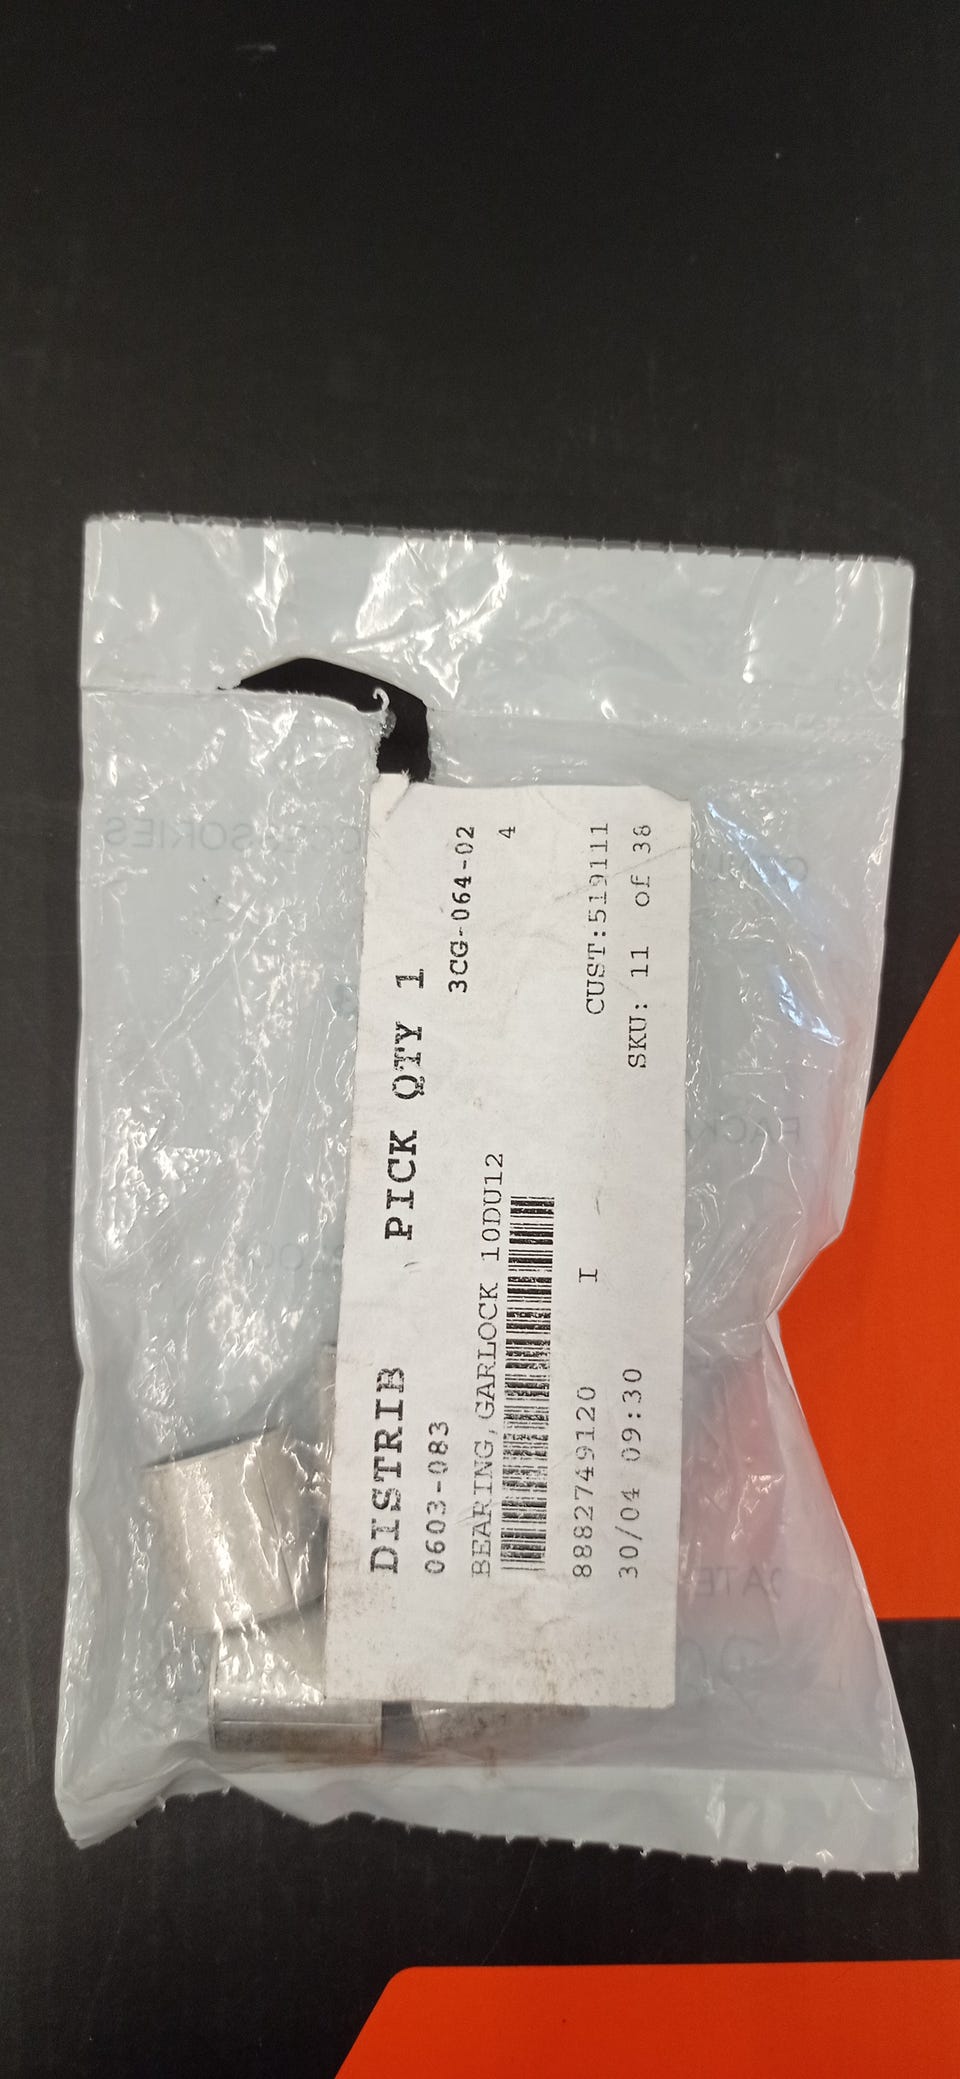 DISTRIB PICK QTY 1
0603-083 3CG-064-02
BEARING,GARLOCK 10DU12 4
8882749120 I CUST:519111
30/04 09:30 SKU: 11 of 38